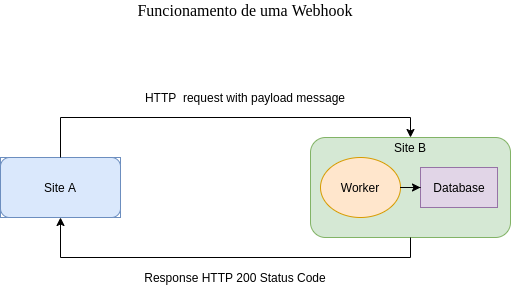 Funcionamento de uma Webhook
HTTP  request with payload message
Site B
Site A
Worker
Database
Response HTTP 200 Status Code